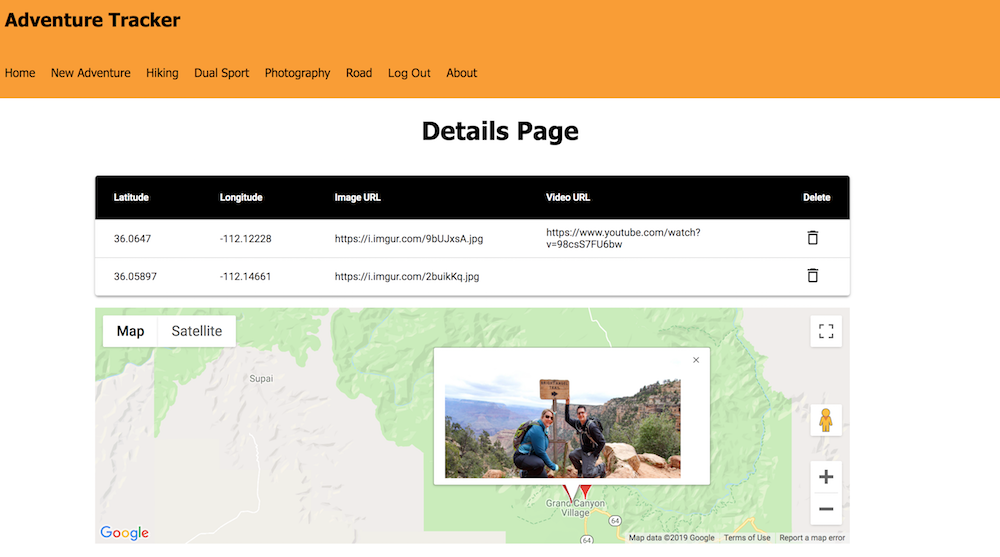 Adventure Tracker
Home New Adventure Hiking Dual Sport Photography Road Log Out About
Details Page
Latitude Longitude Image URL Video URL Delete
36.0647 -112.12228 https://i.imgur.com/9bUJxsA.jpg https://www.youtube.com/watch?
v=98csS7FU6bw
36.05897 -112.14661 https://i.imgur.com/2buikKq.jpg
Map Satellite
Supai
Grand Canyon
Village
64
64
Google
Map data ©2019 Google Terms of Use Report a map error